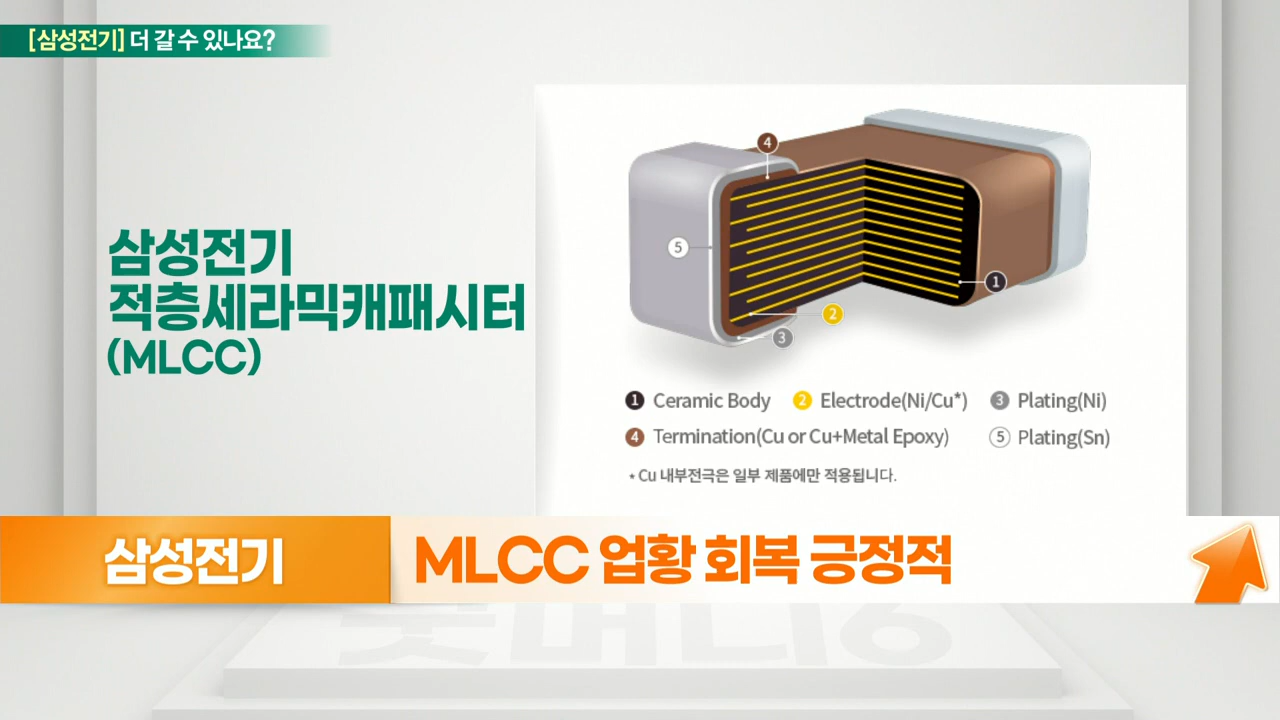 [삼성전기] 더 갈 수 있나요?
삼성전기
적층세라믹캐패시터
(MLCC)
4
5
1
2
3
1 Ceramic Body 2 Electrode(Ni/Cu*) 3 Plating(Ni)
4 Termination(Cu or Cu+Metal Epoxy) 5 Plating(Sn)
* Cu 내부전극은 일부 제품에만 적용됩니다.
삼성전기 MLCC 업황 회복 긍정적
굿머니6